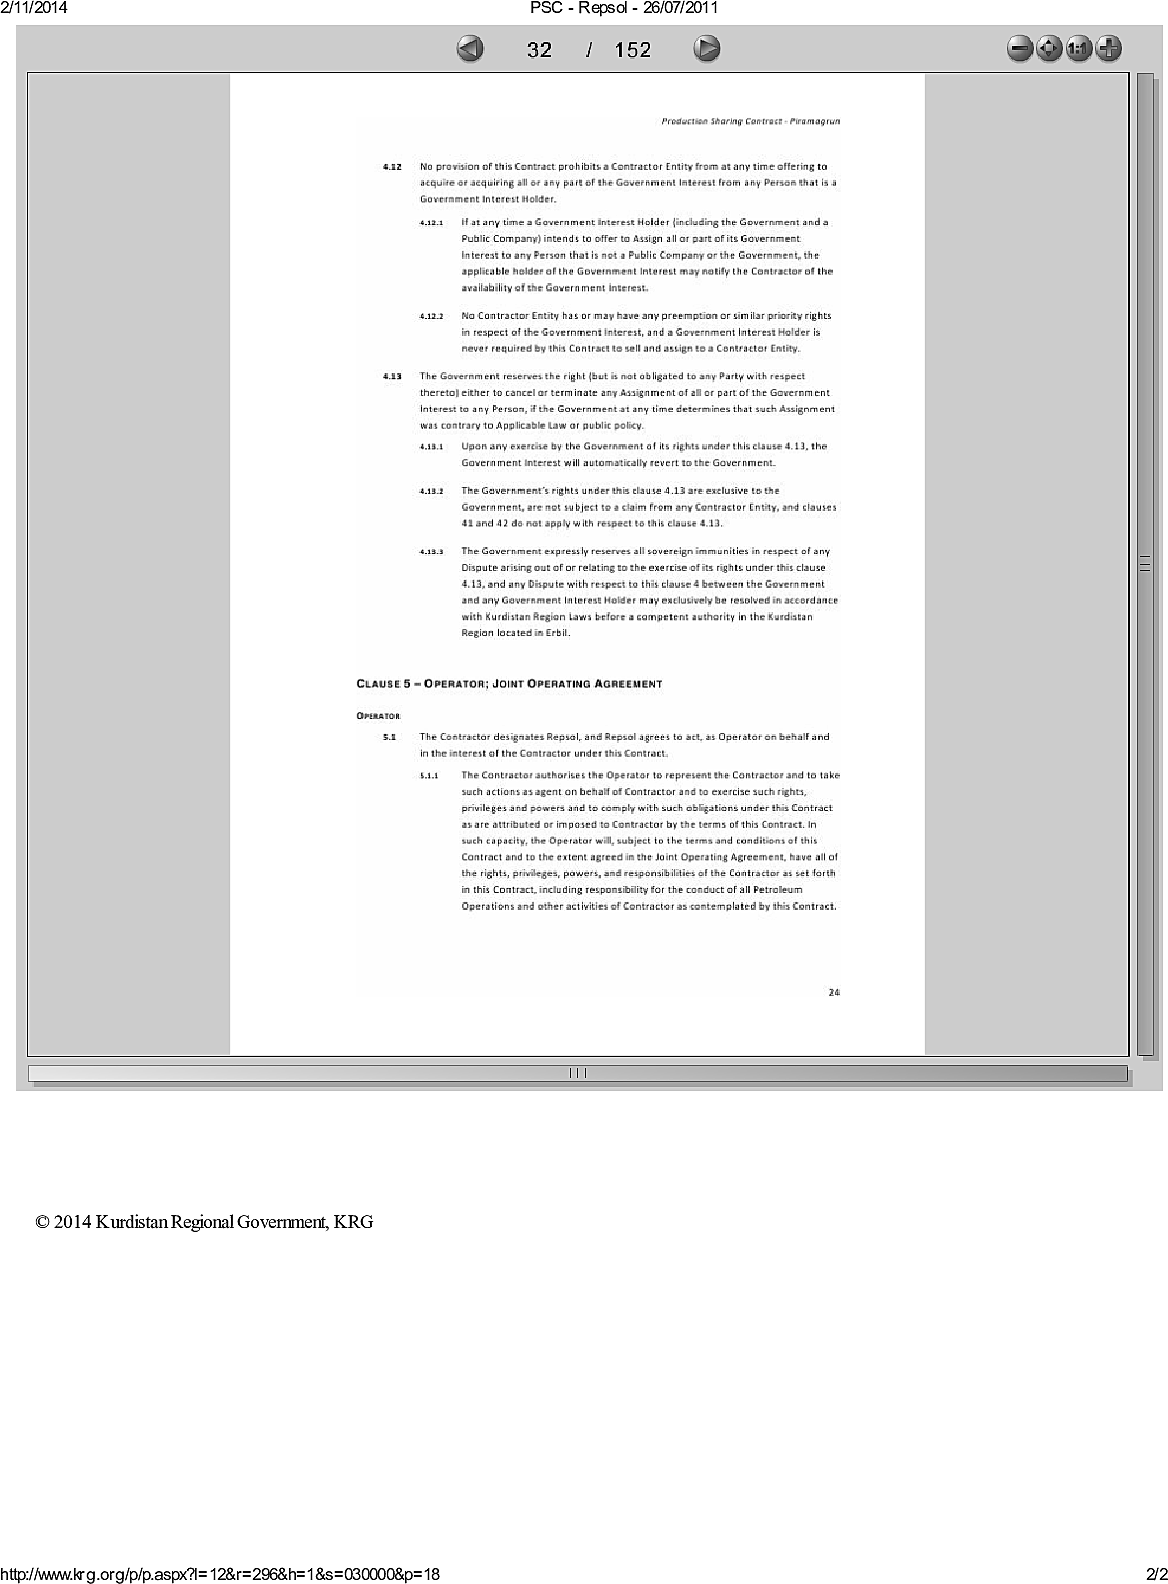 2/11/2014 PSC - Repsol - 26/07/2011
32 / 152
1:1
Production Sharing Contract - Piramagrun
4.12 No provision of this Contract prohibits a Contractor Entity from at any time offering to
acquire or acquiring all or any part of the Government Interest from any Person that is a
Government Interest Holder.
4.12.1 If at any time a Government Interest Holder (including the Government and a
Public Company) intends to offer to Assign all or part of its Government
Interest to any Person that is not a Public Company or the Government, the
applicable holder of the Government Interest may notify the Contractor of the
availability of the Government Interest.
4.12.2 No Contractor Entity has or may have any preemption or similar priority rights
in respect of the Government Interest, and a Government Interest Holder is
never required by this Contract to sell and assign to a Contractor Entity.
4.13 The Government reserves the right (but is not obligated to any Party with respect
thereto) either to cancel or terminate any Assignment of all or part of the Government
Interest to any Person, if the Government at any time determines that such Assignment
was contrary to Applicable Law or public policy.
4.13.1 Upon any exercise by the Government of its rights under this clause 4.13, the
Government Interest will automatically revert to the Government.
4.13.2 The Government's rights under this clause 4.13 are exclusive to the
Government, are not subject to a claim from any Contractor Entity, and clauses
41 and 42 do not apply with respect to this clause 4.13.
4.13.3 The Government expressly reserves all sovereign immunities in respect of any
Dispute arising out of or relating to the exercise of its rights under this clause
4.13, and any Dispute with respect to this clause 4 between the Government
and any Government Interest Holder may exclusively be resolved in accordance
with Kurdistan Region Laws before a competent authority in the Kurdistan
Region located in Erbil.
CLAUSE 5 – OPERATOR; JOINT OPERATING AGREEMENT
OPERATOR
5.1 The Contractor designates Repsol, and Repsol agrees to act, as Operator on behalf and
in the interest of the Contractor under this Contract.
5.1.1 The Contractor authorises the Operator to represent the Contractor and to take
such actions as agent on behalf of Contractor and to exercise such rights,
privileges and powers and to comply with such obligations under this Contract
as are attributed or imposed to Contractor by the terms of this Contract. In
such capacity, the Operator will, subject to the terms and conditions of this
Contract and to the extent agreed in the Joint Operating Agreement, have all of
the rights, privileges, powers, and responsibilities of the Contractor as set forth
in this Contract, including responsibility for the conduct of all Petroleum
Operations and other activities of Contractor as contemplated by this Contract.
24
© 2014 Kurdistan Regional Government, KRG
http://www.krg.org/p/p.aspx?l=12&r=296&h=1&s=030000&p=18 2/2